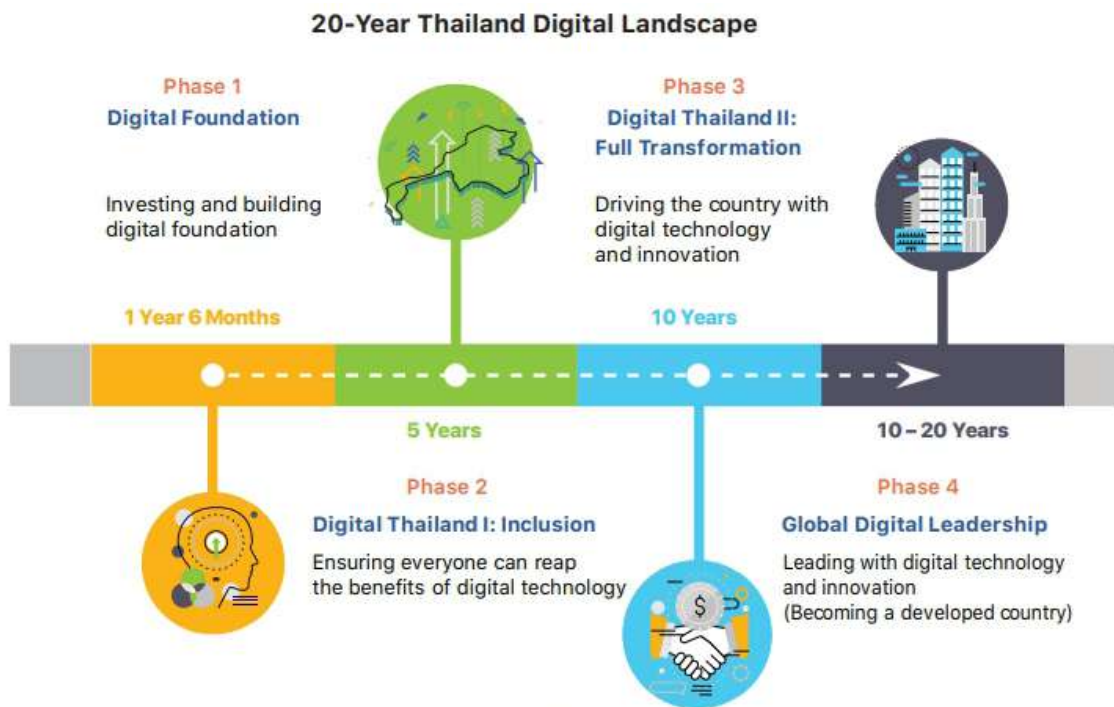 20-Year Thailand Digital Landscape
Phase 1
Digital Foundation
Investing and building
digital foundation
1 Year 6 Months
Phase 2
Digital Thailand I: Inclusion
Ensuring everyone can reap
the benefits of digital technology
5 Years
Phase 3
Digital Thailand II:
Full Transformation
Driving the country with
digital technology
and innovation
10 Years
Phase 4
Global Digital Leadership
Leading with digital technology
and innovation
(Becoming a developed country)
10 – 20 Years
$